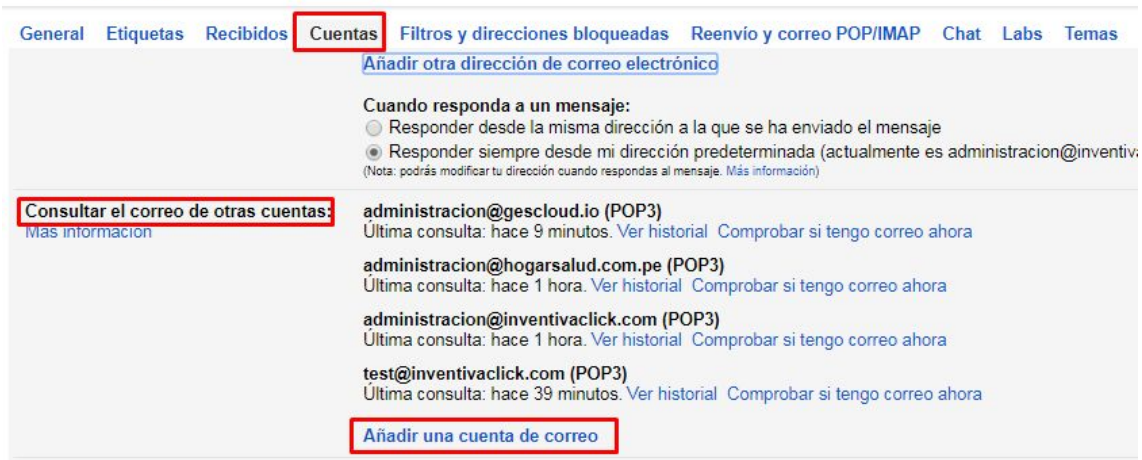 General Etiquetas Recibidos Cuentas Filtros y direcciones bloqueadas Reenvío y correo POP/IMAP Chat Labs Temas
Añadir otra dirección de correo electrónico
Cuando responda a un mensaje:
Responder desde la misma dirección a la que se ha enviado el mensaje
Responder siempre desde mi dirección predeterminada (actualmente es administracion@inventiva
(Nota: podrás modificar tu dirección cuando respondas al mensaje. Más información)
Consultar el correo de otras cuentas:
Más información
administracion@gescloud.io (POP3)
Última consulta: hace 9 minutos. Ver historial Comprobar si tengo correo ahora
administracion@hogarsalud.com.pe (POP3)
Última consulta: hace 1 hora. Ver historial Comprobar si tengo correo ahora
administracion@inventivaclick.com (POP3)
Última consulta: hace 1 hora. Ver historial Comprobar si tengo correo ahora
test@inventivaclick.com (POP3)
Última consulta: hace 39 minutos. Ver historial Comprobar si tengo correo ahora
Añadir una cuenta de correo